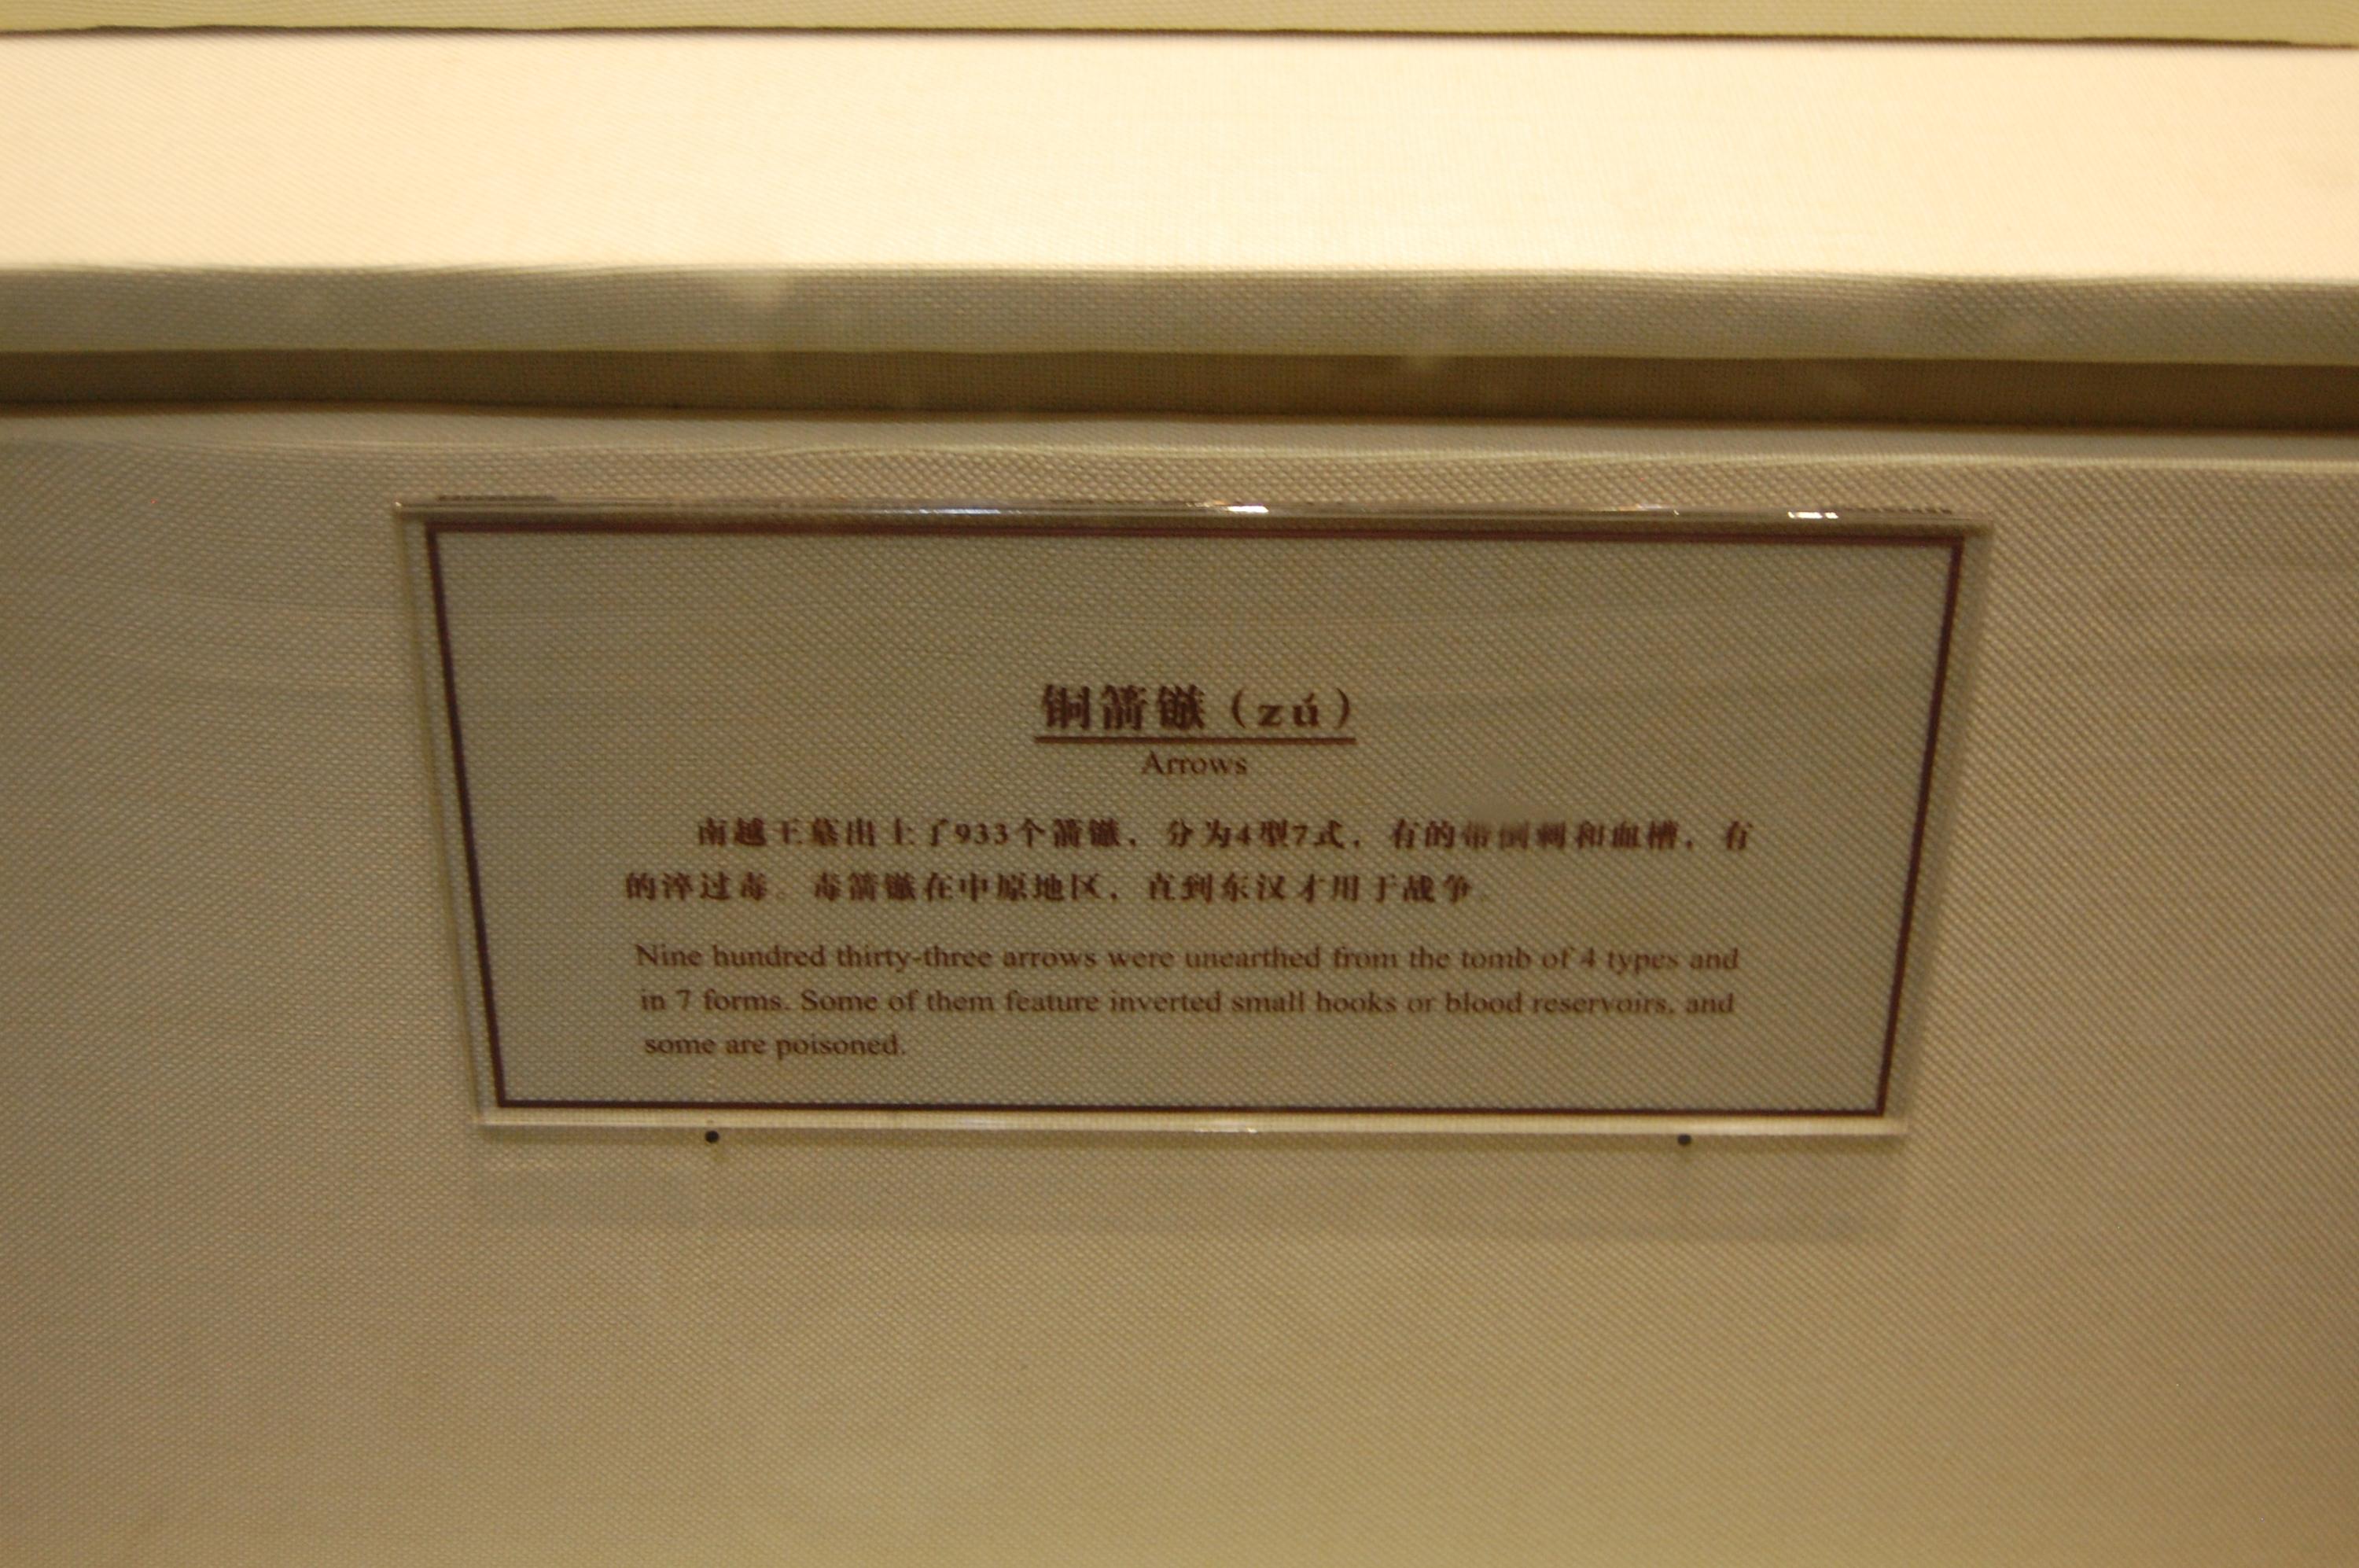 铜箭镞（zú）
Arrows
南越王墓出土了933个箭镞，分为4型7式，有的带倒刺和血槽，有
的淬过毒。毒箭镞在中原地区，直到东汉才用于战争。
Nine hundred thirty-three arrows were unearthed from the tomb of 4 types and
in 7 forms. Some of them feature inverted small hooks or blood reservoirs, and
some are poisoned.